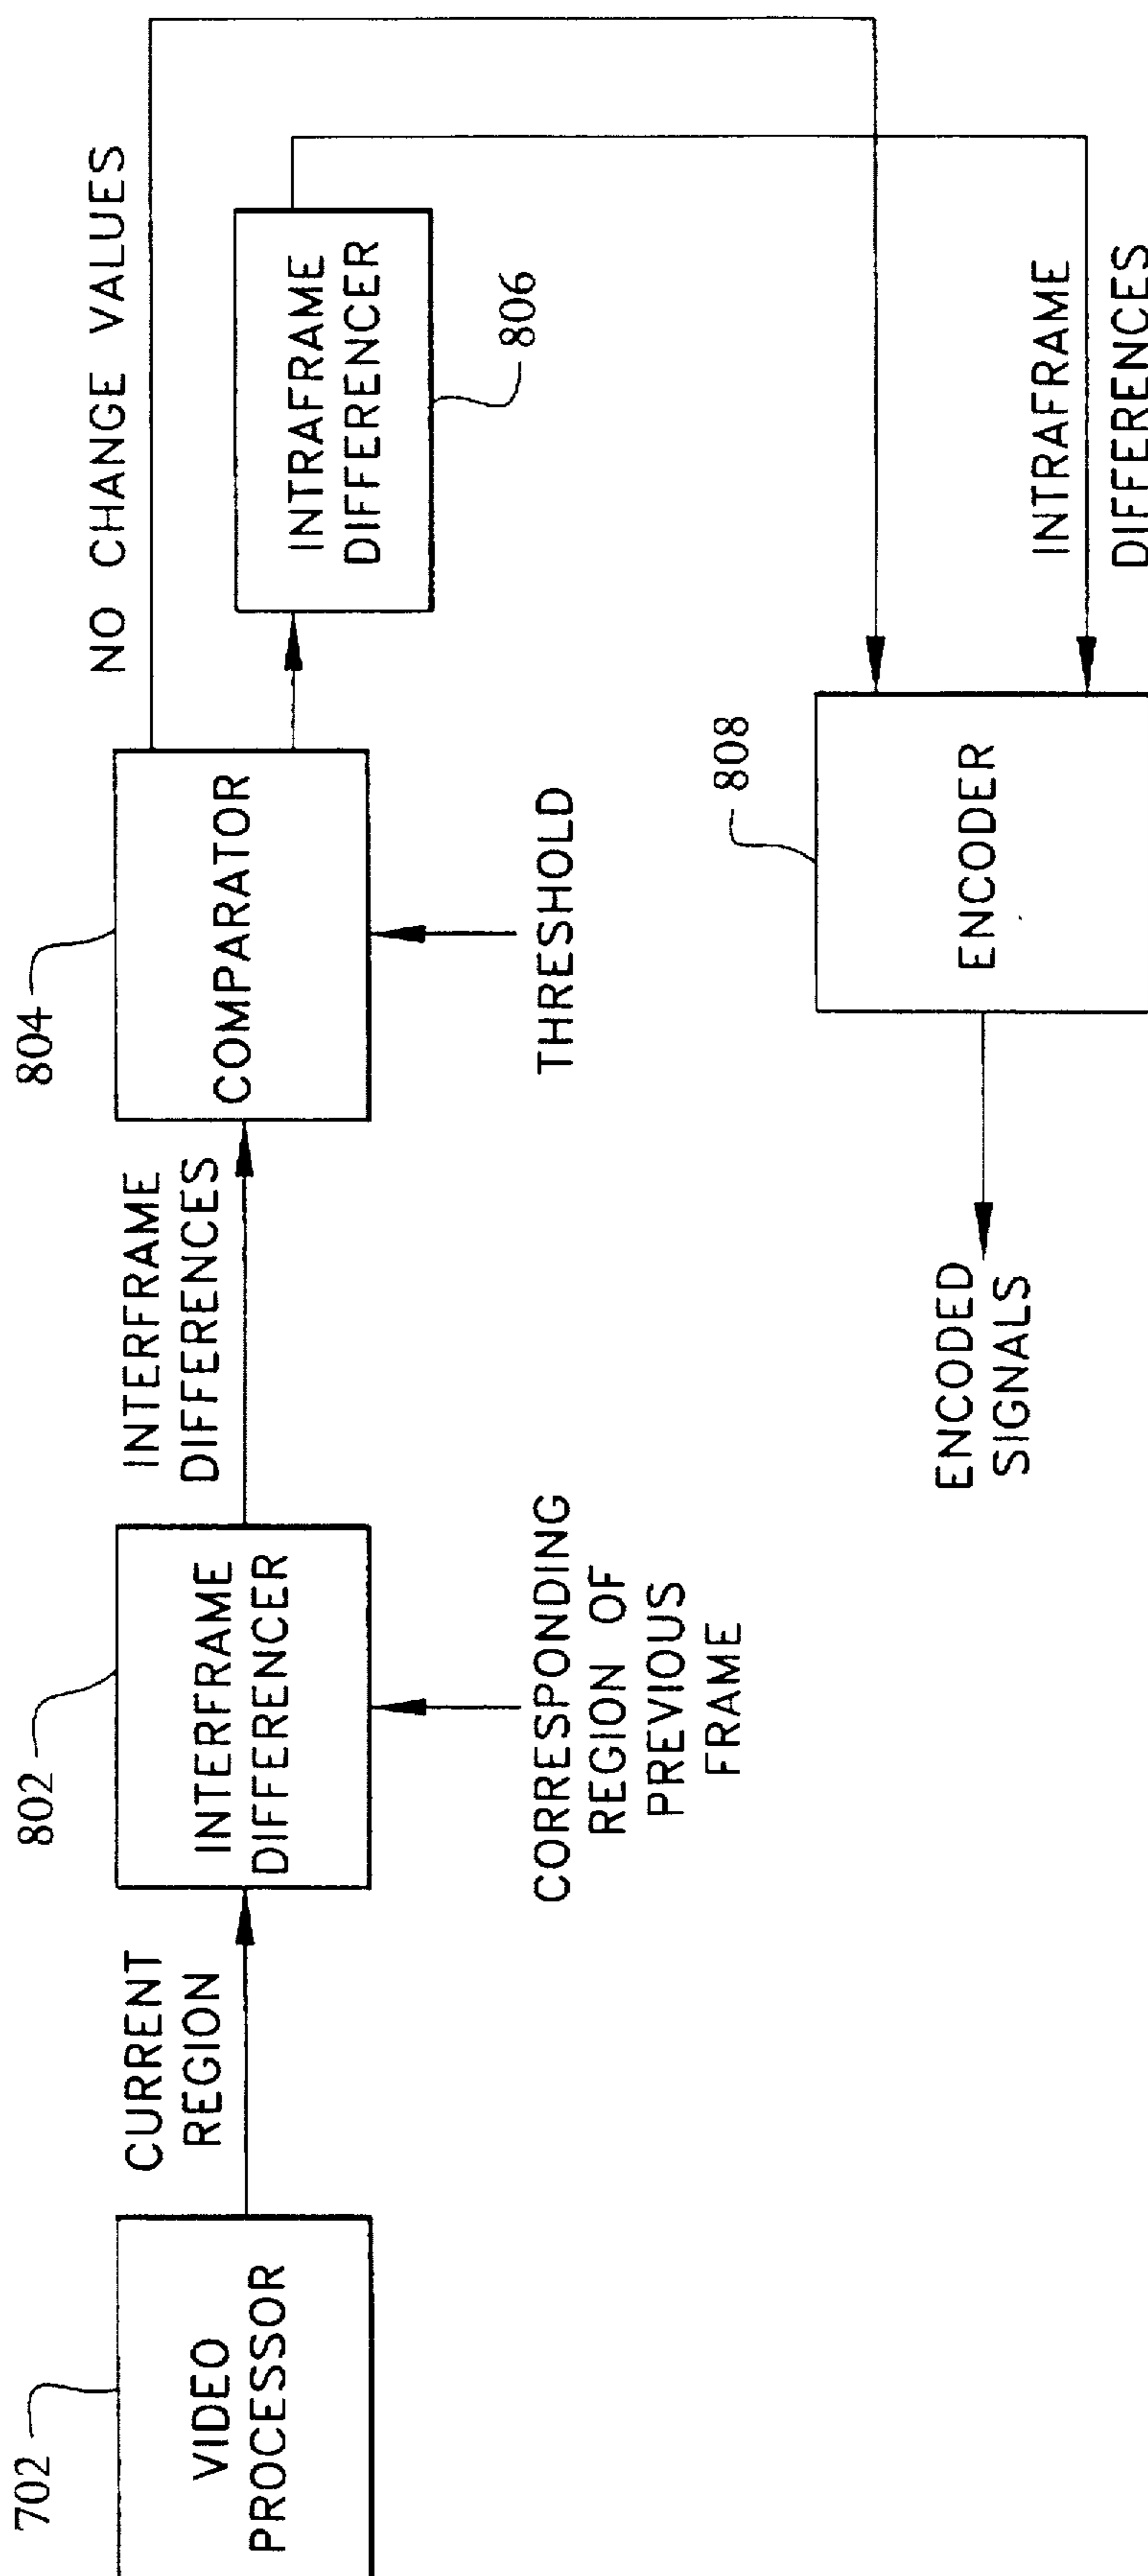 702
VIDEO
PROCESSOR
CURRENT
REGION
802
INTERFRAME
DIFFERENCER
CORRESPONDING
REGION OF
PREVIOUS
FRAME
INTERFRAME
DIFFERENCES
804
COMPARATOR
THRESHOLD
NO CHANGE VALUES
INTRAFRAME
DIFFERENCER
806
808
ENCODER
INTRAFRAME
DIFFERENCES
ENCODED
SIGNALS